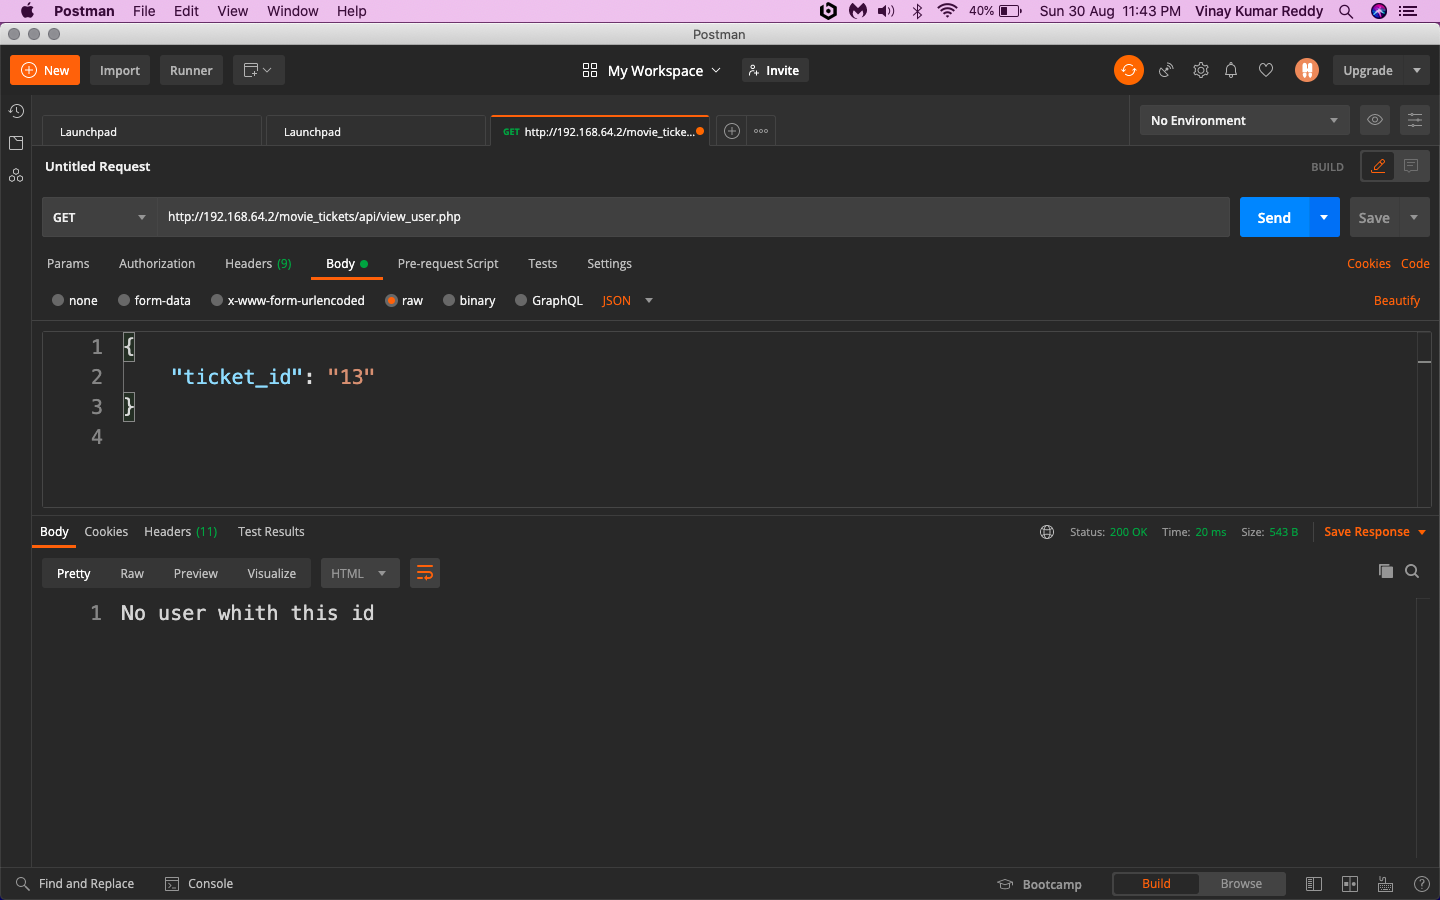 Postman File Edit View Window Help 40% Sun 30 Aug 11:43 PM Vinay Kumar Reddy
Postman
New Import Runner My Workspace Invite Upgrade
Launchpad Launchpad GET http://192.168.64.2/movie_ticke... No Environment
Untitled Request BUILD
GET http://192.168.64.2/movie_tickets/api/view_user.php Send Save
Params Authorization Headers (9) Body Pre-request Script Tests Settings Cookies Code
none form-data x-www-form-urlencoded raw binary GraphQL JSON Beautify
1 {
2 "ticket_id": "13"
3 }
4
Body Cookies Headers (11) Test Results Status: 200 OK Time: 20 ms Size: 543 B Save Response
Pretty Raw Preview Visualize HTML
1 No user whith this id
Find and Replace Console Bootcamp Build Browse